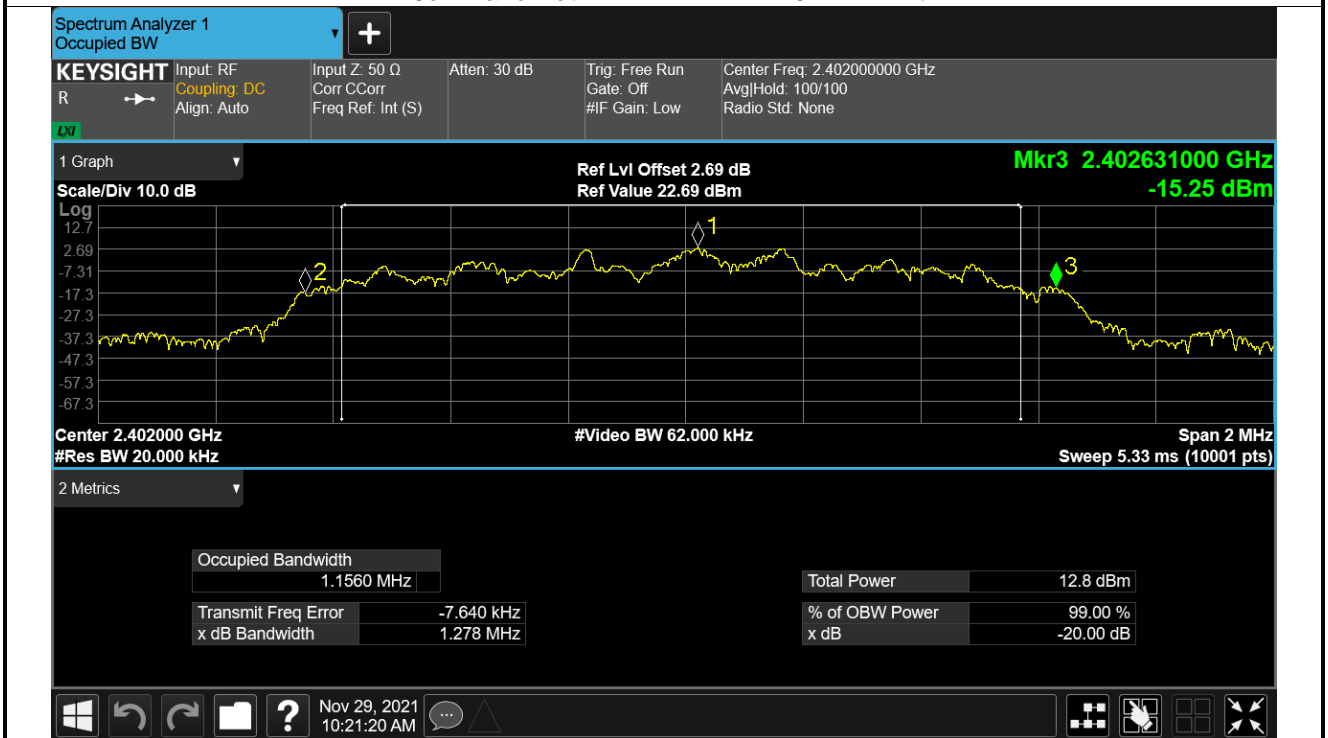 Spectrum Analyzer 1
Occupied BW
+
KEYSIGHT
R
LXI
Input: RF
Coupling: DC
Align: Auto
Input Z: 50 Ω
Corr CCorr
Freq Ref: Int (S)
Atten: 30 dB
Trig: Free Run
Gate: Off
#IF Gain: Low
Center Freq: 2.402000000 GHz
Avg|Hold: 100/100
Radio Std: None
1 Graph
Scale/Div 10.0 dB
Ref Lvl Offset 2.69 dB
Ref Value 22.69 dBm
Mkr3 2.402631000 GHz
-15.25 dBm
Log
12.7
2.69
-7.31
-17.3
-27.3
-37.3
-47.3
-57.3
-67.3
1
2
3
Center 2.402000 GHz
#Res BW 20.000 kHz
#Video BW 62.000 kHz
Span 2 MHz
Sweep 5.33 ms (10001 pts)
2 Metrics
Occupied Bandwidth
1.1560 MHz
Transmit Freq Error -7.640 kHz
x dB Bandwidth 1.278 MHz
Total Power 12.8 dBm
% of OBW Power 99.00 %
x dB -20.00 dB
?
Nov 29, 2021
10:21:20 AM